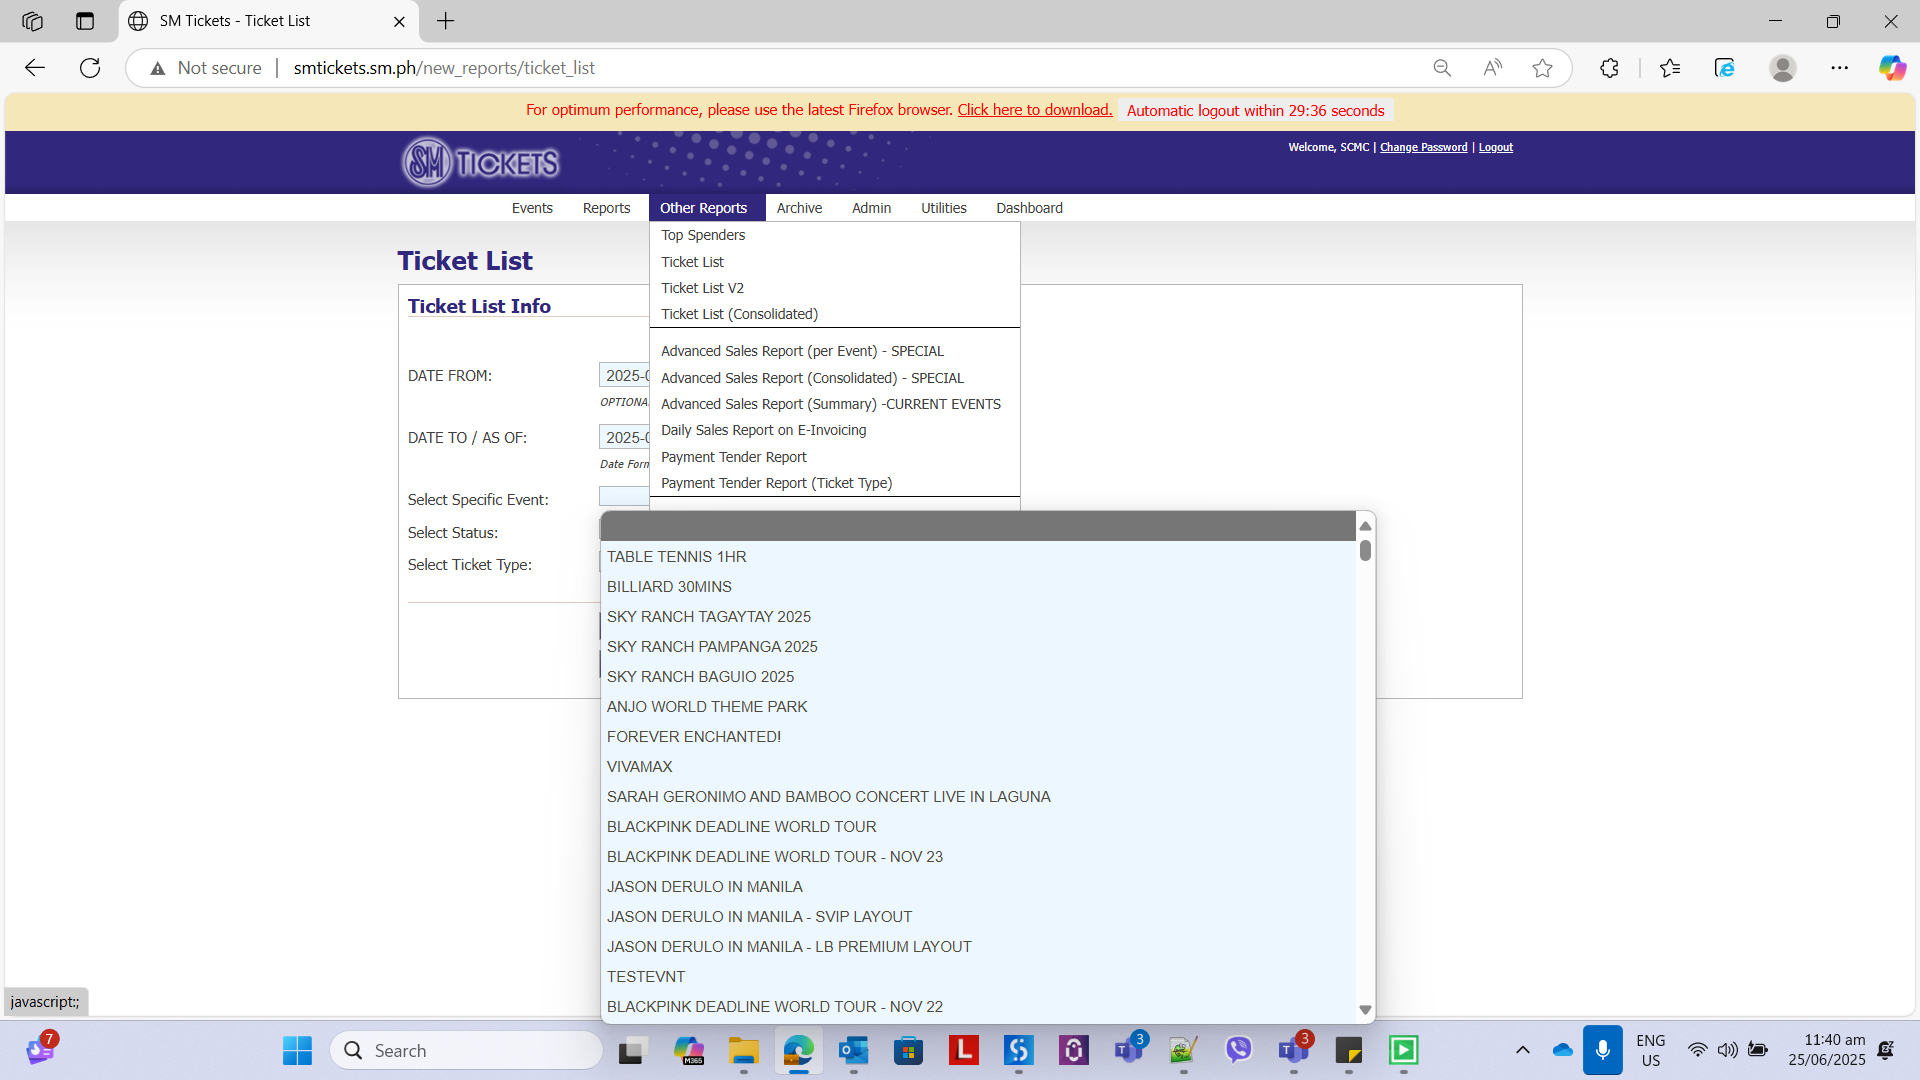 SM Tickets - Ticket List
Not secure
smtickets.sm.ph/new_reports/ticket_list
For optimum performance, please use the latest Firefox browser. Click here to download. Automatic logout within 29:36 seconds
SM TICKETS
Welcome, SCMC | Change Password | Logout
Events Reports Other Reports Archive Admin Utilities Dashboard
Top Spenders
Ticket List
Ticket List V2
Ticket List (Consolidated)
Advanced Sales Report (per Event) - SPECIAL
Advanced Sales Report (Consolidated) - SPECIAL
Advanced Sales Report (Summary) -CURRENT EVENTS
Daily Sales Report on E-Invoicing
Payment Tender Report
Payment Tender Report (Ticket Type)
Ticket List
Ticket List Info
DATE FROM: 2025-0
OPTIONA
DATE TO / AS OF: 2025-0
Date Form
Select Specific Event:
Select Status:
Select Ticket Type:
TABLE TENNIS 1HR
BILLIARD 30MINS
SKY RANCH TAGAYTAY 2025
SKY RANCH PAMPANGA 2025
SKY RANCH BAGUIO 2025
ANJO WORLD THEME PARK
FOREVER ENCHANTED!
VIVAMAX
SARAH GERONIMO AND BAMBOO CONCERT LIVE IN LAGUNA
BLACKPINK DEADLINE WORLD TOUR
BLACKPINK DEADLINE WORLD TOUR - NOV 23
JASON DERULO IN MANILA
JASON DERULO IN MANILA - SVIP LAYOUT
JASON DERULO IN MANILA - LB PREMIUM LAYOUT
TESTEVNT
BLACKPINK DEADLINE WORLD TOUR - NOV 22
javascript:;
7
Search
M365
L
3
3
ENG
US
11:40 am
25/06/2025